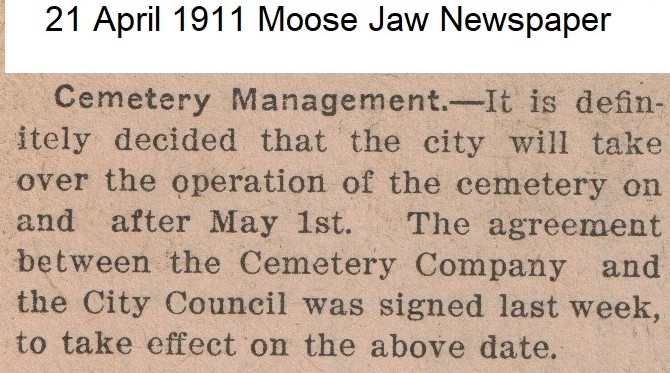 21 April 1911 Moose Jaw Newspaper
Cemetery Management.—It is defin-
itely decided that the city will take
over the operation of the cemetery on
and after May 1st. The agreement
between the Cemetery Company and
the City Council was signed last week,
to take effect on the above date.